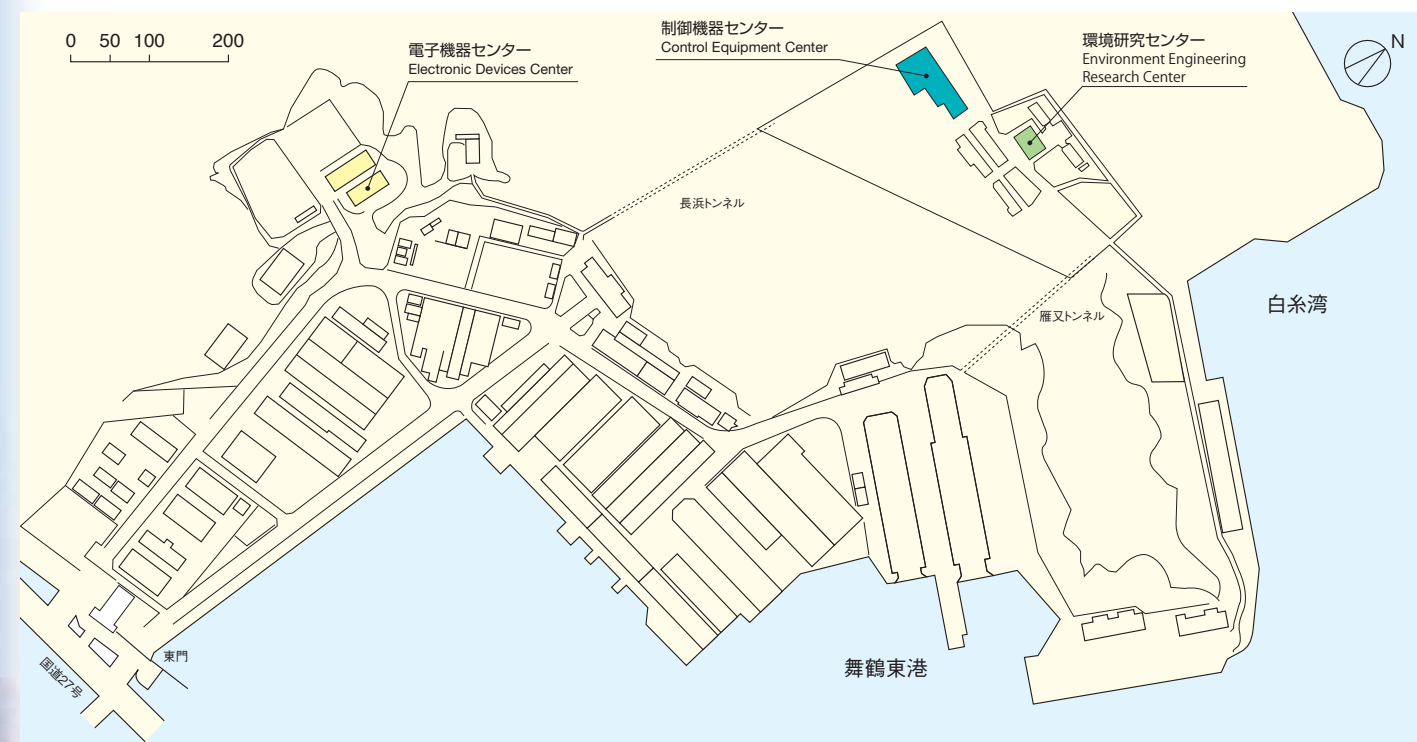 0 50 100 200
電子機器センター
Electronic Devices Center
制御機器センター
Control Equipment Center
環境研究センター
Environment Engineering
Research Center
N
長浜トンネル
雁又トンネル
白糸湾
舞鶴東港
東門
国道27号